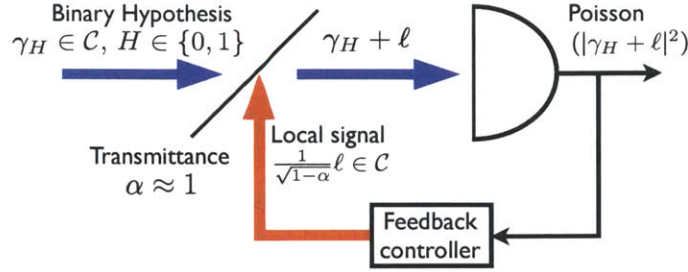 Binary Hypothesis
γ_H ∈ 𝒞, H ∈ {0, 1}
γ_H + ℓ
Poisson
(|γ_H + ℓ|²)
Transmittance
α ≈ 1
Local signal
1/√(1−α) ℓ ∈ 𝒞
Feedback
controller